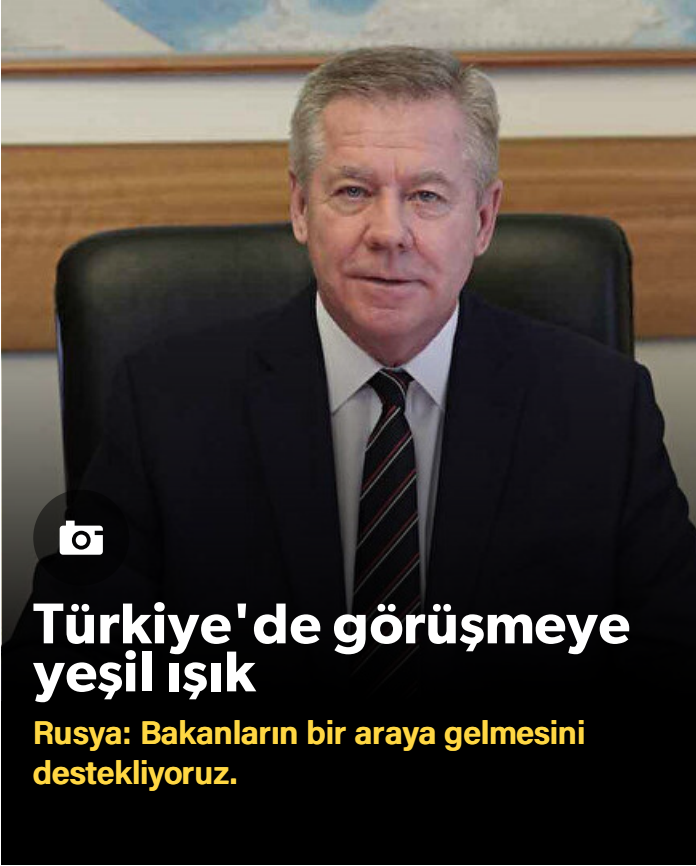 Türkiye'de görüşmeye
yeşil ışık
Rusya: Bakanların bir araya gelmesini
destekliyoruz.